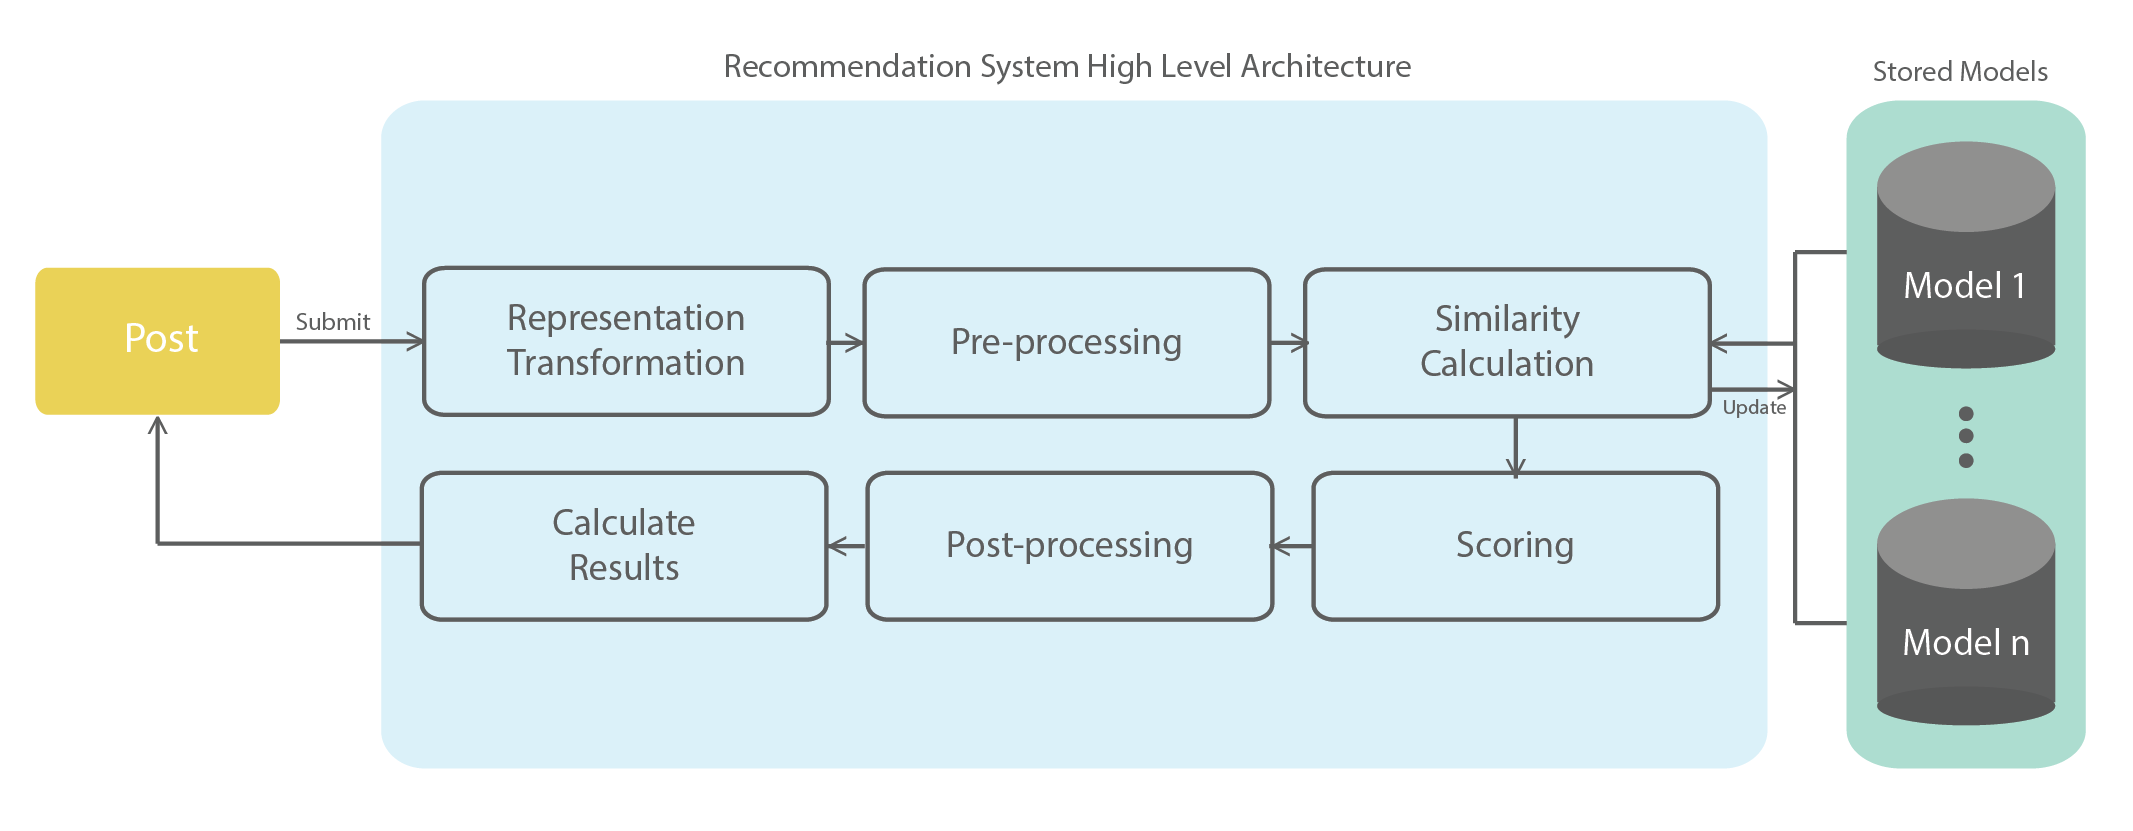 Recommendation System High Level Architecture
Stored Models
Post
Submit
Representation
Transformation
Pre-processing
Similarity
Calculation
Update
Model 1
Calculate
Results
Post-processing
Scoring
Model n